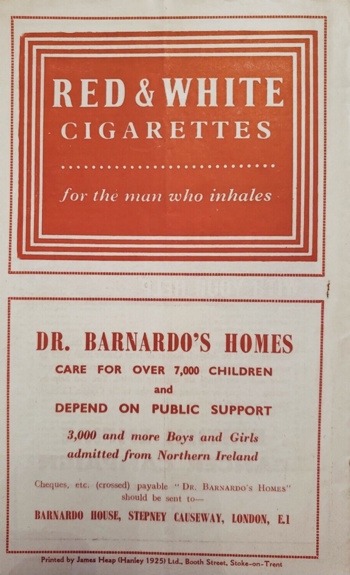 RED & WHITE
CIGARETTES
for the man who inhales
DR. BARNARDO'S HOMES
CARE FOR OVER 7,000 CHILDREN
and
DEPEND ON PUBLIC SUPPORT
3,000 and more Boys and Girls
admitted from Northern Ireland
Cheques, etc. (crossed) payable "DR. BARNARDO'S HOMES"
should be sent to—
BARNARDO HOUSE, STEPNEY CAUSEWAY, LONDON, E.1
Printed by James Heap (Hanley 1925) Ltd., Booth Street, Stoke-on-Trent